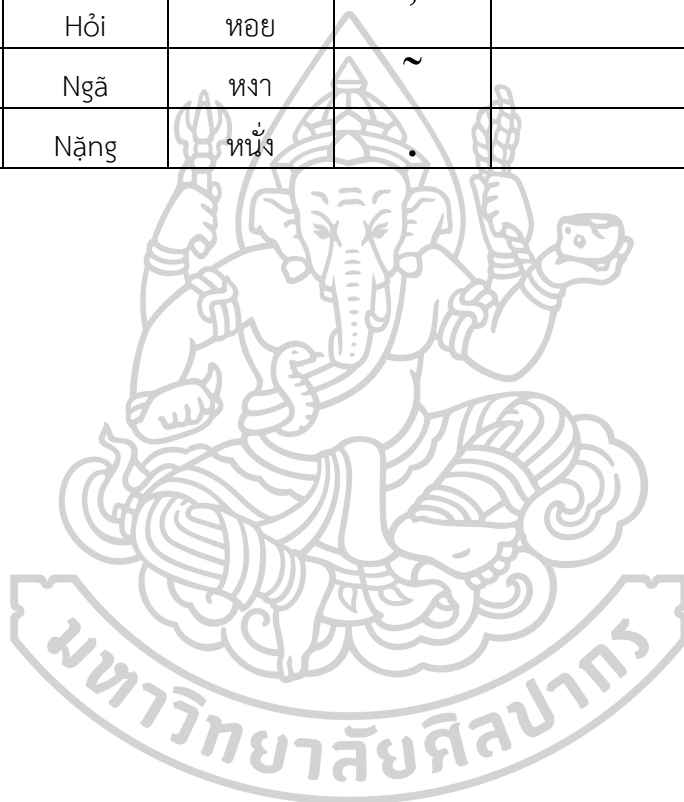 Hỏi หอย ̉
Ngã หงา ~
Nặng หนั่ง .
มหาวิทยาลัยศิลปากร